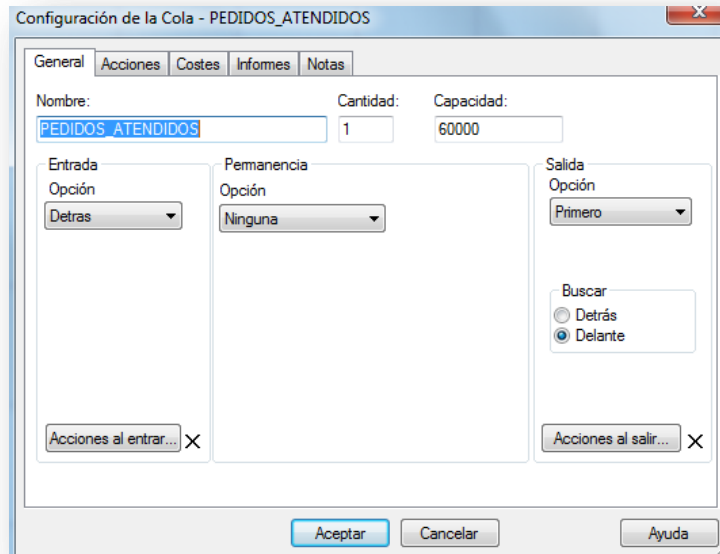 Configuración de la Cola - PEDIDOS_ATENDIDOS
General Acciones Costes Informes Notas
Nombre: Cantidad: Capacidad:
PEDIDOS_ATENDIDOS 1 60000
Entrada Permanencia Salida
Opción Opción Opción
Detras Ninguna Primero
Buscar
Detrás
Delante
Acciones al entrar... Acciones al salir...
Aceptar Cancelar Ayuda